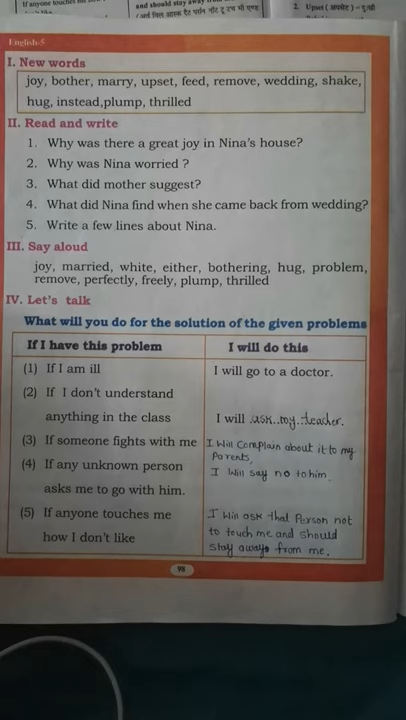 If anyone touches
and should stay away from
2. Upset ( अपसेट ) = दुःखी
English-5
I. New words
joy, bother, marry, upset, feed, remove, wedding, shake,
hug, instead,plump, thrilled
II. Read and write
1. Why was there a great joy in Nina's house?
2. Why was Nina worried ?
3. What did mother suggest?
4. What did Nina find when she came back from wedding?
5. Write a few lines about Nina.
III. Say aloud
joy, married, white, either, bothering, hug, problem,
remove, perfectly, freely, plump, thrilled
IV. Let's talk
What will you do for the solution of the given problems
If I have this problem I will do this
(1) If I am ill I will go to a doctor.
(2) If I don't understand
anything in the class I will ask..my..teacher.
(3) If someone fights with me I Will Complain about it to my
Parents,
(4) If any unknown person I Will say no to him.
asks me to go with him.
(5) If anyone touches me I Will ask that Person not
how I don't like to touch me and should
stay aways from me.
98